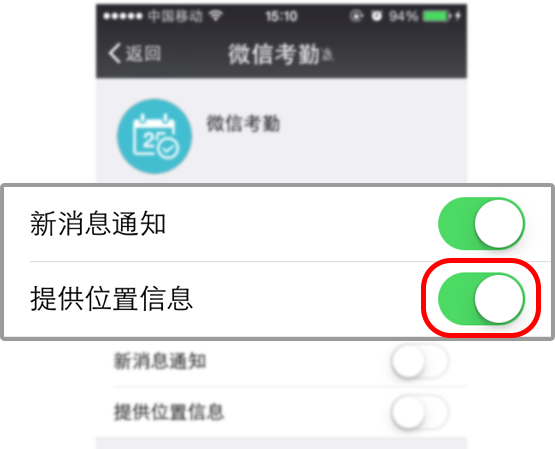 中国移动 15:10 94%
返回 微信考勤
微信考勤
新消息通知
提供位置信息
新消息通知
提供位置信息